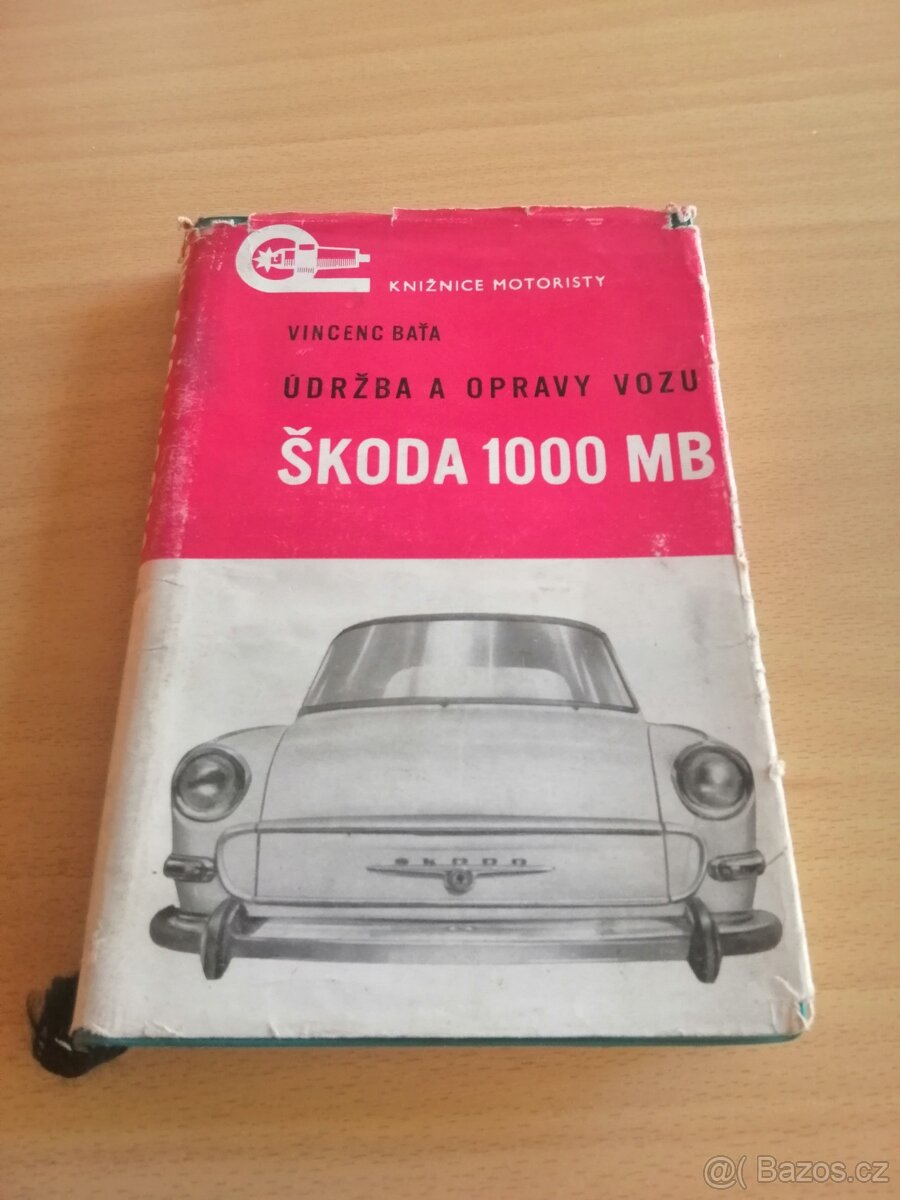 KNIŽNICE MOTORISTY
VINCENC BAŤA
ÚDRŽBA A OPRAVY VOZU
ŠKODA 1000 MB
ŠKODA
@( Bazos.cz